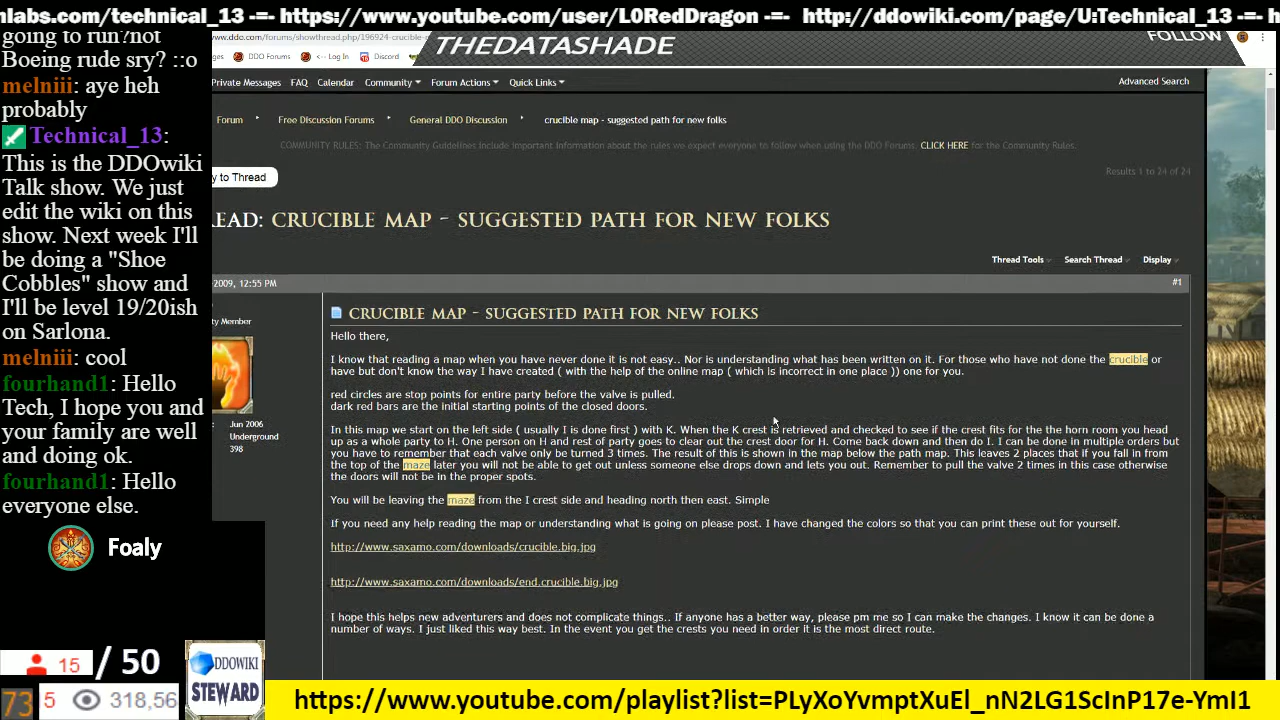 nlabs.com/technical_13 -=- https://www.youtube.com/user/L0RedDragon -=- http://ddowiki.com/page/U:Technical_13 -=- h
going to run?not
Boeing rude sry? ::o
melniii: aye heh
probably
Technical_13:
This is the DDOwiki
Talk show. We just
edit the wiki on this
show. Next week I'll
be doing a "Shoe
Cobbles" show and
I'll be level 19/20ish
on Sarlona.
melniii: cool
fourhand1: Hello
Tech, I hope you and
your family are well
and doing ok.
fourhand1: Hello
everyone else.
Foaly
15 / 50
73 5 318,56
DDOWIKI
STEWARD
www.ddo.com/forums/showthread.php/196924-crucible-
THEDATASHADE
FOLLOW
ges DDO Forums <-- Log In Discord
Private Messages FAQ Calendar Community Forum Actions Quick Links Advanced Search
Forum Free Discussion Forums General DDO Discussion crucible map - suggested path for new folks
COMMUNITY RULES: The Community Guidelines include important information about the rules we expect everyone to follow when using the DDO Forums. CLICK HERE for the Community Rules.
y to Thread
Results 1 to 24 of 24
EAD: CRUCIBLE MAP - SUGGESTED PATH FOR NEW FOLKS
Thread Tools Search Thread Display
2009, 12:55 PM #1
ty Member
Jun 2006
Underground
398
CRUCIBLE MAP - SUGGESTED PATH FOR NEW FOLKS
Hello there,
I know that reading a map when you have never done it is not easy.. Nor is understanding what has been written on it. For those who have not done the crucible or
have but don't know the way I have created ( with the help of the online map ( which is incorrect in one place )) one for you.
red circles are stop points for entire party before the valve is pulled.
dark red bars are the initial starting points of the closed doors.
In this map we start on the left side ( usually I is done first ) with K. When the K crest is retrieved and checked to see if the crest fits for the the horn room you head
up as a whole party to H. One person on H and rest of party goes to clear out the crest door for H. Come back down and then do I. I can be done in multiple orders but
you have to remember that each valve only be turned 3 times. The result of this is shown in the map below the path map. This leaves 2 places that if you fall in from
the top of the maze later you will not be able to get out unless someone else drops down and lets you out. Remember to pull the valve 2 times in this case otherwise
the doors will not be in the proper spots.
You will be leaving the maze from the I crest side and heading north then east. Simple
If you need any help reading the map or understanding what is going on please post. I have changed the colors so that you can print these out for yourself.
http://www.saxamo.com/downloads/crucible.big.jpg
http://www.saxamo.com/downloads/end.crucible.big.jpg
I hope this helps new adventurers and does not complicate things.. If anyone has a better way, please pm me so I can make the changes. I know it can be done a
number of ways. I just liked this way best. In the event you get the crests you need in order it is the most direct route.
https://www.youtube.com/playlist?list=PLyXoYvmptXuEl_nN2LG1ScInP17e-YmI1